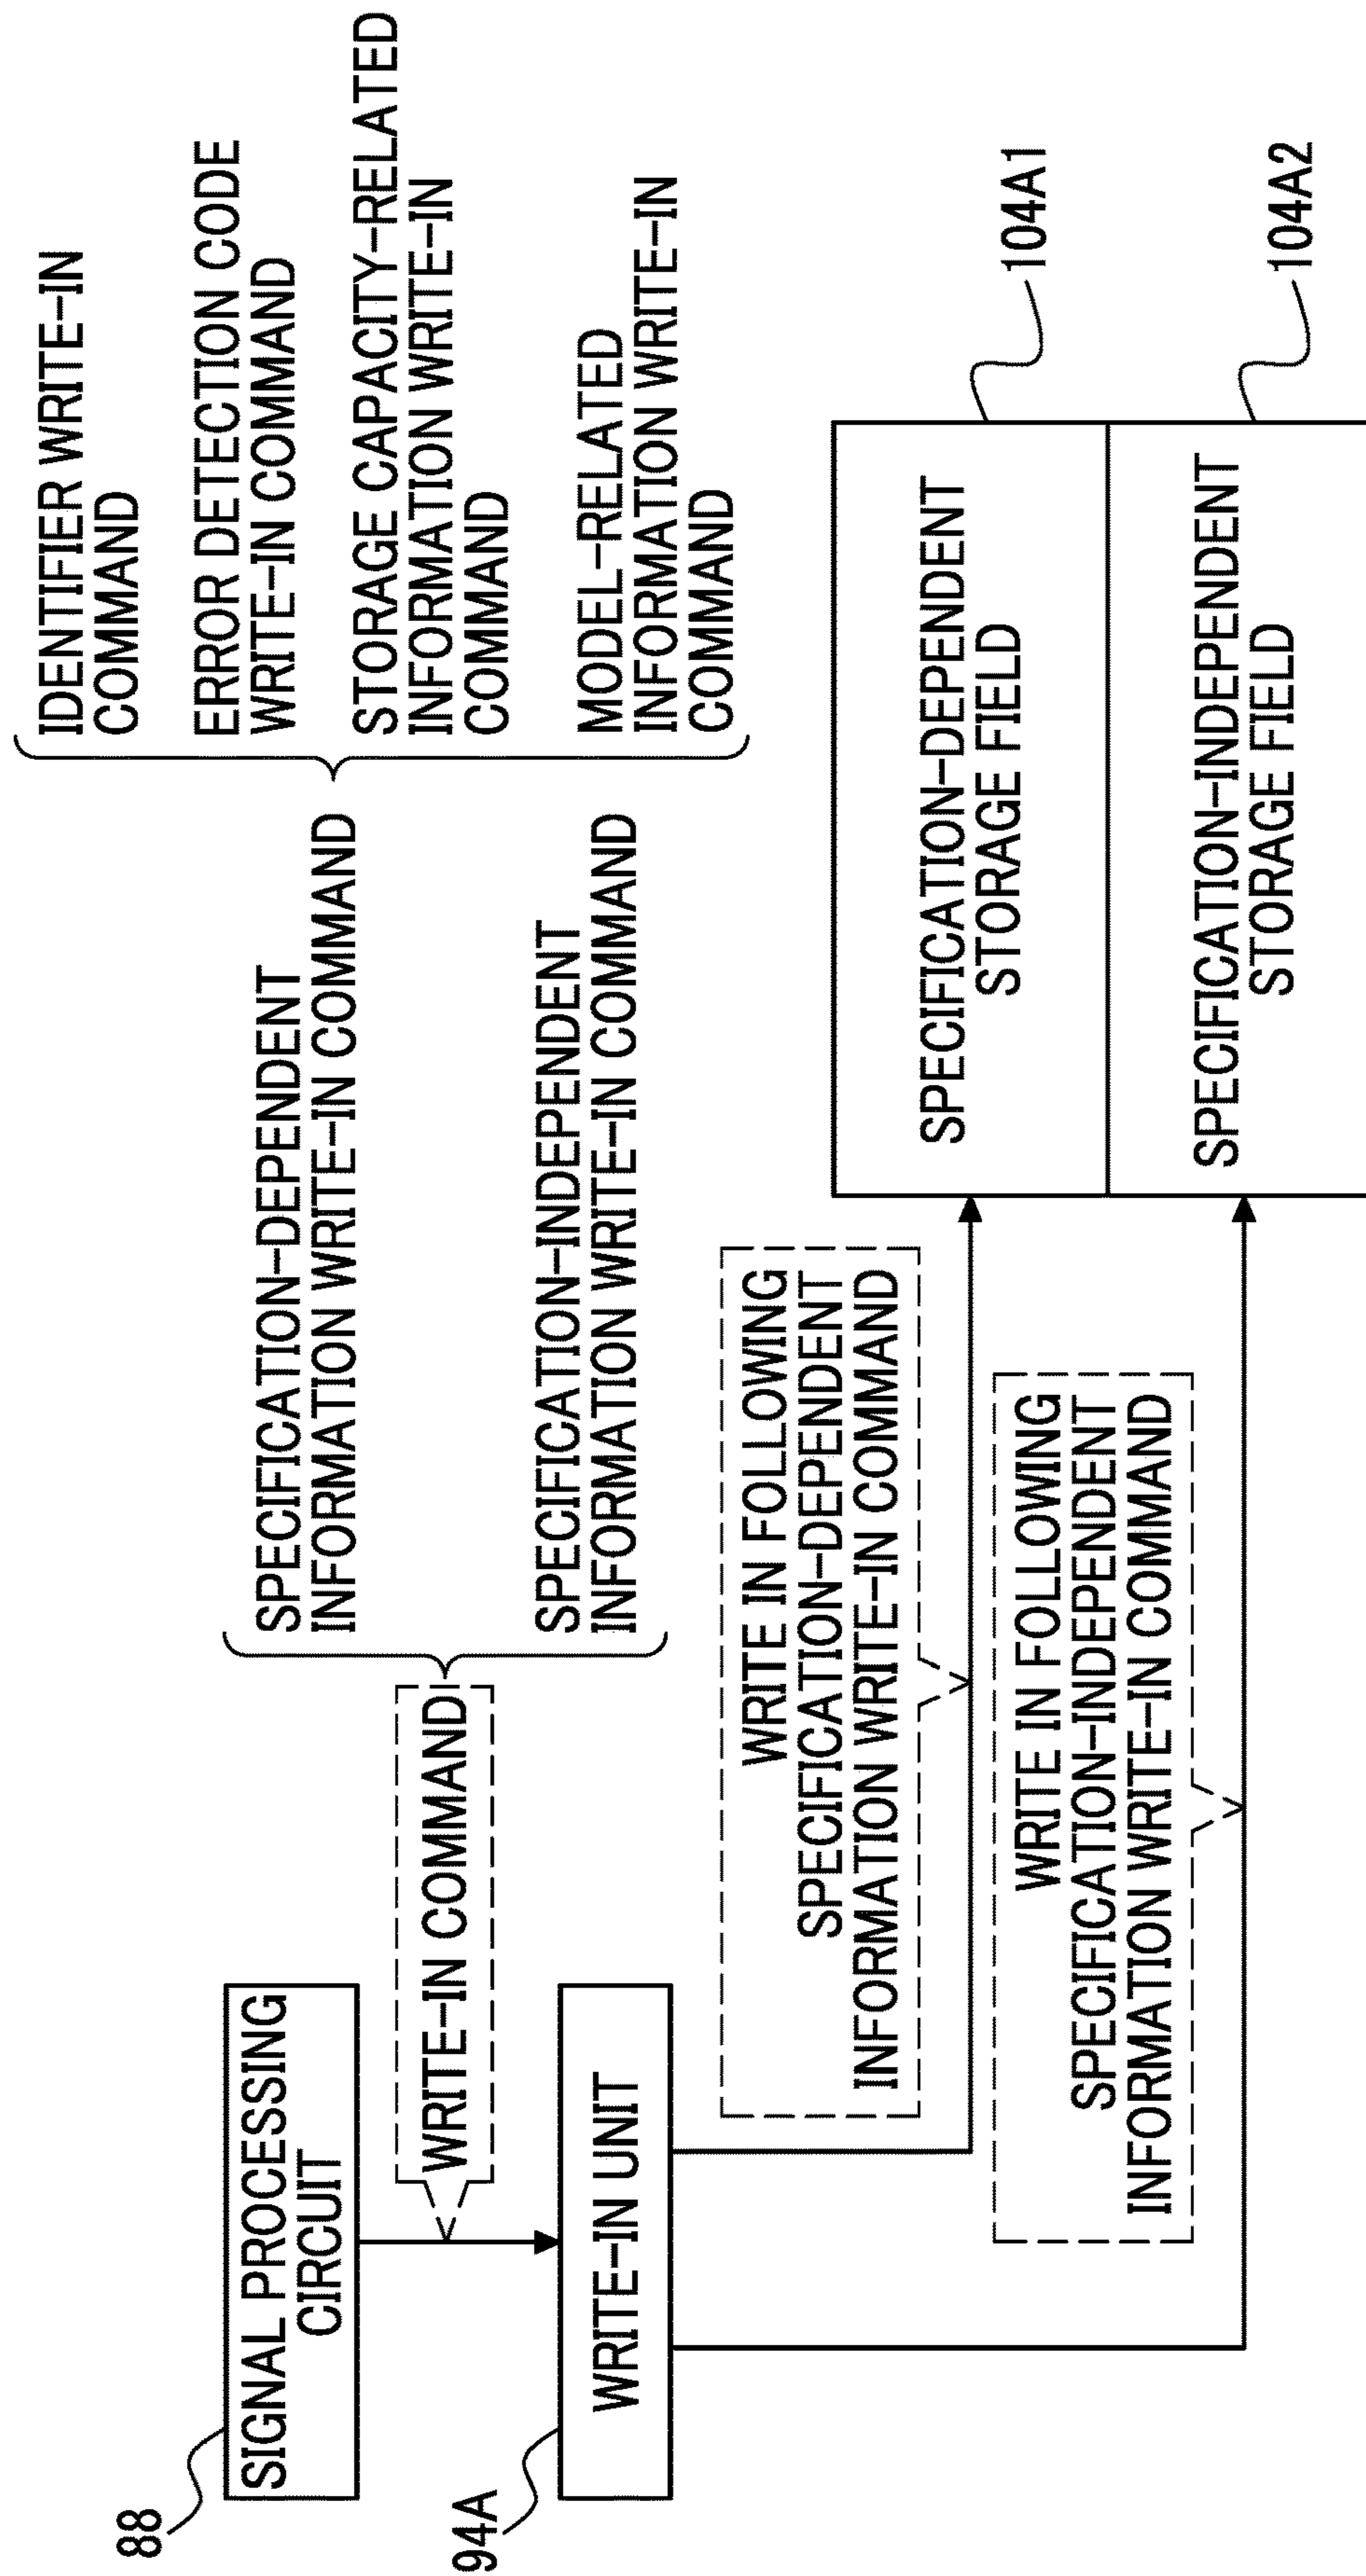 88
SIGNAL PROCESSING
CIRCUIT
WRITE-IN COMMAND
SPECIFICATION-DEPENDENT
INFORMATION WRITE-IN COMMAND
SPECIFICATION-INDEPENDENT
INFORMATION WRITE-IN COMMAND
IDENTIFIER WRITE-IN
COMMAND
ERROR DETECTION CODE
WRITE-IN COMMAND
STORAGE CAPACITY-RELATED
INFORMATION WRITE-IN
COMMAND
MODEL-RELATED
INFORMATION WRITE-IN
COMMAND
94A
WRITE-IN UNIT
WRITE IN FOLLOWING
SPECIFICATION-DEPENDENT
INFORMATION WRITE-IN COMMAND
WRITE IN FOLLOWING
SPECIFICATION-INDEPENDENT
INFORMATION WRITE-IN COMMAND
SPECIFICATION-DEPENDENT
STORAGE FIELD
104A1
SPECIFICATION-INDEPENDENT
STORAGE FIELD
104A2